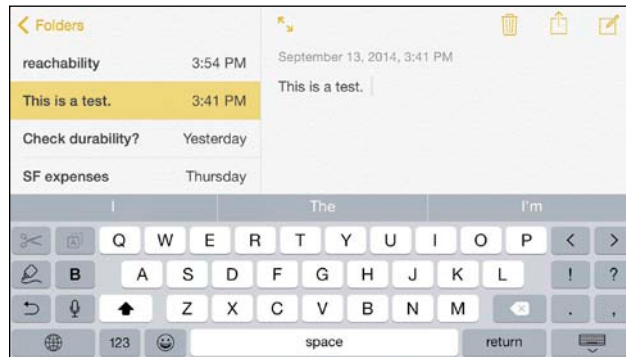 Folders
reachability 3:54 PM
This is a test. 3:41 PM
Check durability? Yesterday
SF expenses Thursday
September 13, 2014, 3:41 PM
This is a test.
I The I'm
Q W E R T Y U I O P < >
B A S D F G H J K L ! ?
Z X C V B N M . ,
123 space return